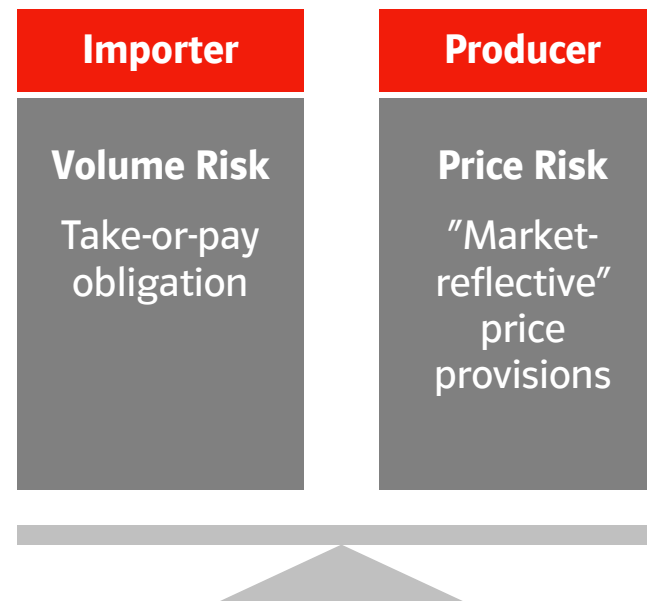 Importer
Volume Risk
Take-or-pay
obligation
Producer
Price Risk
"Market-
reflective"
price
provisions